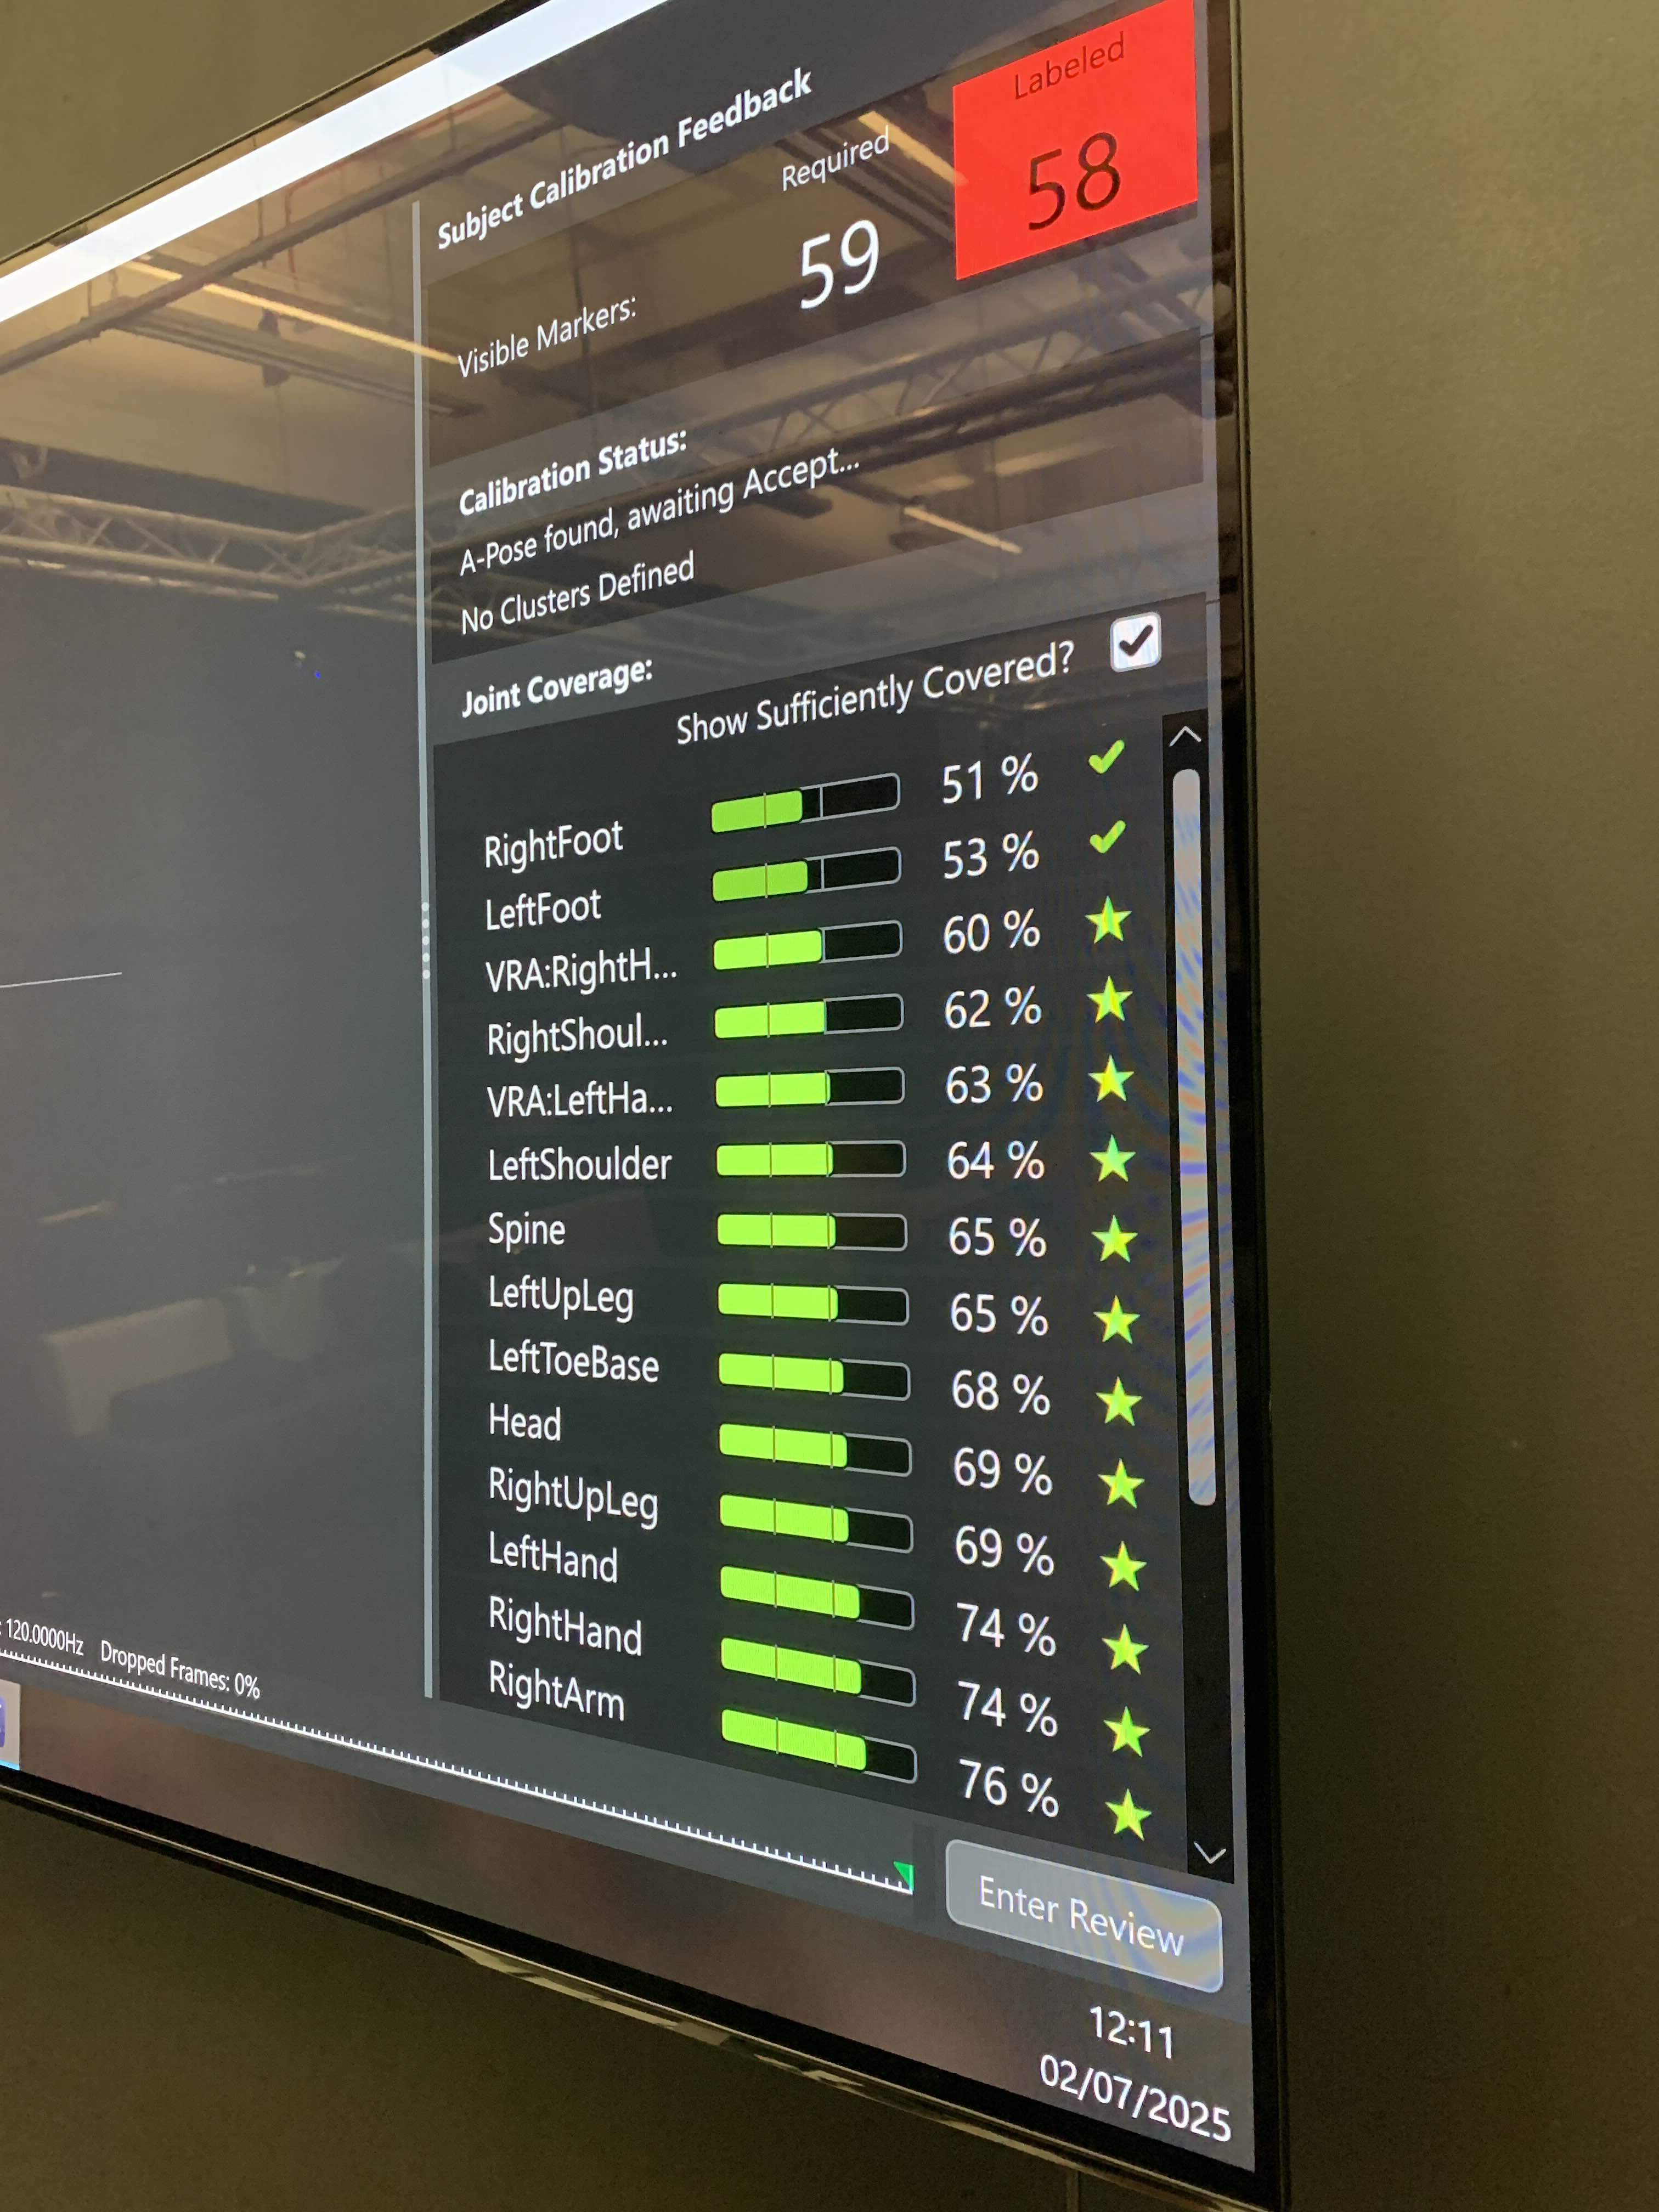 Subject Calibration Feedback
Required Labeled
Visible Markers: 59 58
Calibration Status:
A-Pose found, awaiting Accept...
No Clusters Defined
Joint Coverage:
Show Sufficiently Covered?
RightFoot 51 %
LeftFoot 53 %
VRA:RightH... 60 %
RightShoul... 62 %
VRA:LeftHa... 63 %
LeftShoulder 64 %
Spine 65 %
LeftUpLeg 65 %
LeftToeBase 68 %
Head 69 %
RightUpLeg 69 %
LeftHand 74 %
RightHand 74 %
RightArm 76 %
: 120.0000Hz Dropped Frames: 0%
Enter Review
12:11
02/07/2025